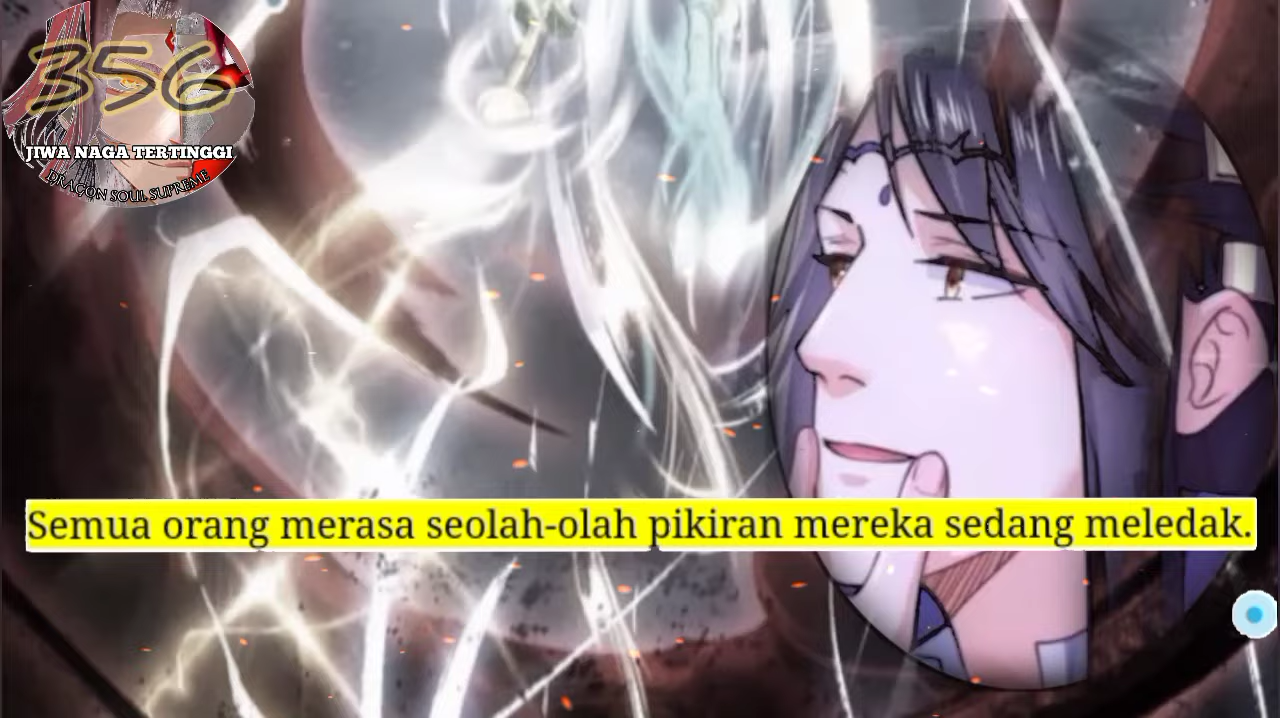 356
JIWA NAGA TERTINGGI
DRAGON SOUL SUPREME
Semua orang merasa seolah-olah pikiran mereka sedang meledak.